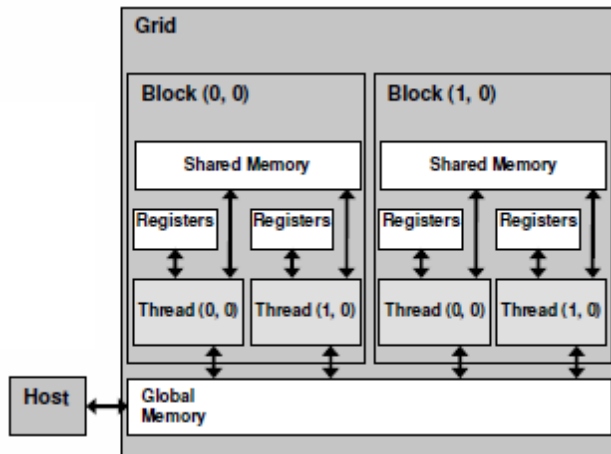 Grid
Block (0, 0)
Block (1, 0)
Shared Memory
Shared Memory
Registers
Registers
Registers
Registers
Thread (0, 0)
Thread (1, 0)
Thread (0, 0)
Thread (1, 0)
Host
Global
Memory